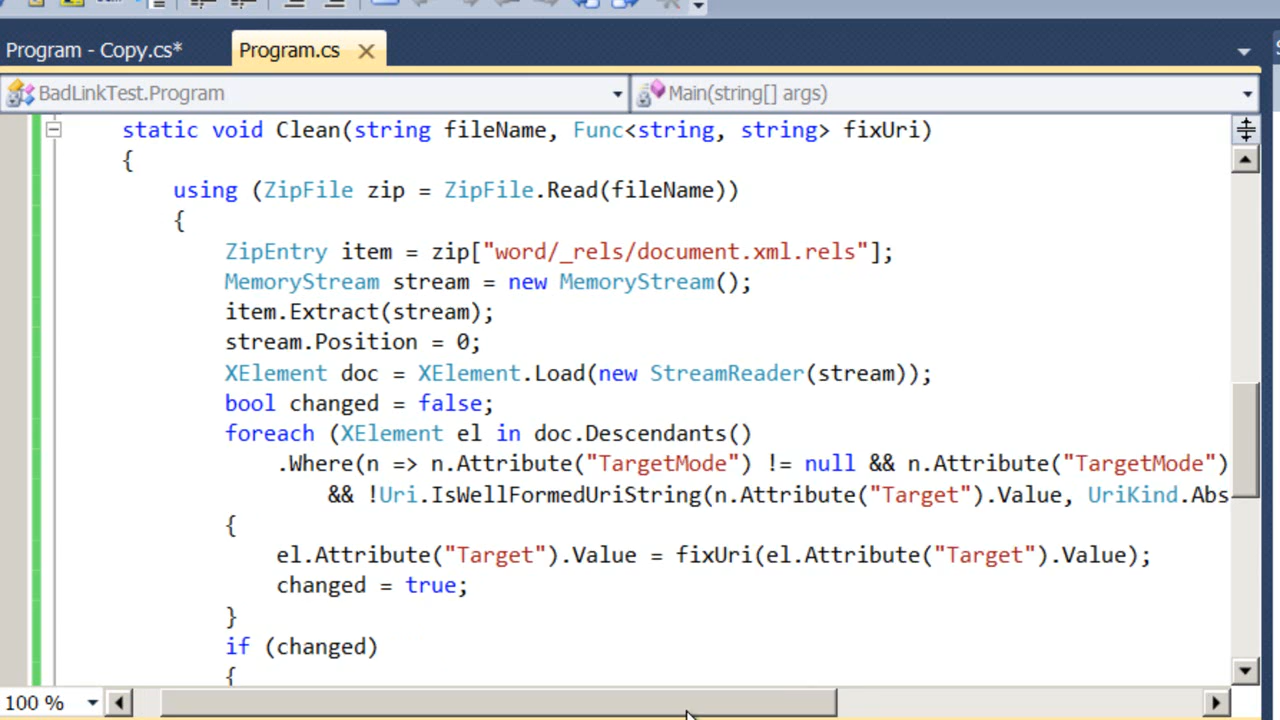 Program - Copy.cs*
Program.cs
BadLinkTest.Program
Main(string[] args)
static void Clean(string fileName, Func<string, string> fixUri)
{
using (ZipFile zip = ZipFile.Read(fileName))
{
ZipEntry item = zip["word/_rels/document.xml.rels"];
MemoryStream stream = new MemoryStream();
item.Extract(stream);
stream.Position = 0;
XElement doc = XElement.Load(new StreamReader(stream));
bool changed = false;
foreach (XElement el in doc.Descendants()
.Where(n => n.Attribute("TargetMode") != null && n.Attribute("TargetMode")
&& !Uri.IsWellFormedUriString(n.Attribute("Target").Value, UriKind.Abs
{
el.Attribute("Target").Value = fixUri(el.Attribute("Target").Value);
changed = true;
}
if (changed)
{
100 %